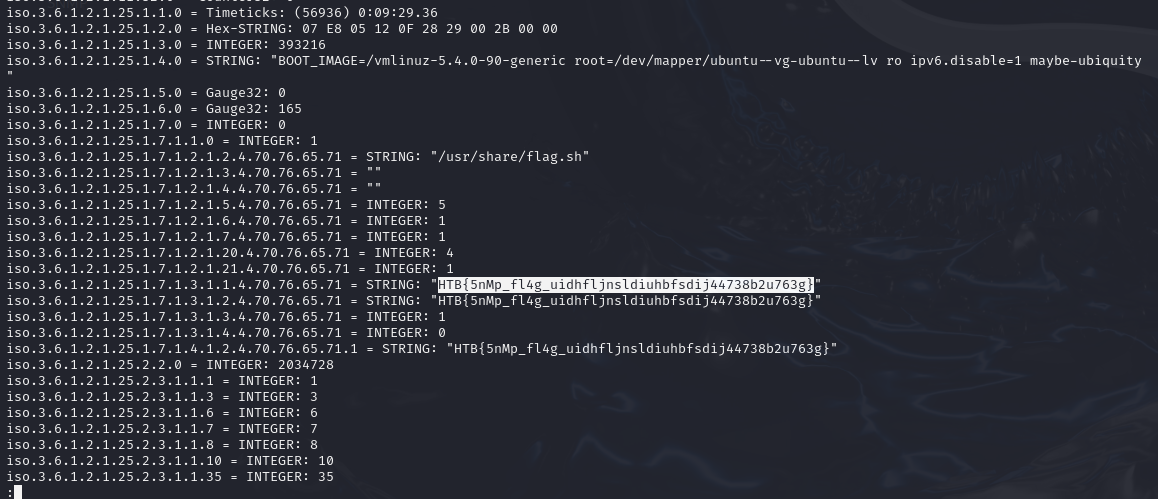 iso.3.6.1.2.1.25.1.1.0 = Timeticks: (56936) 0:09:29.36
iso.3.6.1.2.1.25.1.2.0 = Hex-STRING: 07 E8 05 12 0F 28 29 00 2B 00 00
iso.3.6.1.2.1.25.1.3.0 = INTEGER: 393216
iso.3.6.1.2.1.25.1.4.0 = STRING: "BOOT_IMAGE=/vmlinuz-5.4.0-90-generic root=/dev/mapper/ubuntu--vg-ubuntu--lv ro ipv6.disable=1 maybe-ubiquity
"
iso.3.6.1.2.1.25.1.5.0 = Gauge32: 0
iso.3.6.1.2.1.25.1.6.0 = Gauge32: 165
iso.3.6.1.2.1.25.1.7.0 = INTEGER: 0
iso.3.6.1.2.1.25.1.7.1.1.0 = INTEGER: 1
iso.3.6.1.2.1.25.1.7.1.2.1.2.4.70.76.65.71 = STRING: "/usr/share/flag.sh"
iso.3.6.1.2.1.25.1.7.1.2.1.3.4.70.76.65.71 = ""
iso.3.6.1.2.1.25.1.7.1.2.1.4.4.70.76.65.71 = ""
iso.3.6.1.2.1.25.1.7.1.2.1.5.4.70.76.65.71 = INTEGER: 5
iso.3.6.1.2.1.25.1.7.1.2.1.6.4.70.76.65.71 = INTEGER: 1
iso.3.6.1.2.1.25.1.7.1.2.1.7.4.70.76.65.71 = INTEGER: 1
iso.3.6.1.2.1.25.1.7.1.2.1.20.4.70.76.65.71 = INTEGER: 4
iso.3.6.1.2.1.25.1.7.1.2.1.21.4.70.76.65.71 = INTEGER: 1
iso.3.6.1.2.1.25.1.7.1.3.1.1.4.70.76.65.71 = STRING: "HTB{5nMp_fl4g_uidhfljnsldiuhbfsdij44738b2u763g}"
iso.3.6.1.2.1.25.1.7.1.3.1.2.4.70.76.65.71 = STRING: "HTB{5nMp_fl4g_uidhfljnsldiuhbfsdij44738b2u763g}"
iso.3.6.1.2.1.25.1.7.1.3.1.3.4.70.76.65.71 = INTEGER: 1
iso.3.6.1.2.1.25.1.7.1.3.1.4.4.70.76.65.71 = INTEGER: 0
iso.3.6.1.2.1.25.1.7.1.4.1.2.4.70.76.65.71.1 = STRING: "HTB{5nMp_fl4g_uidhfljnsldiuhbfsdij44738b2u763g}"
iso.3.6.1.2.1.25.2.2.0 = INTEGER: 2034728
iso.3.6.1.2.1.25.2.3.1.1.1 = INTEGER: 1
iso.3.6.1.2.1.25.2.3.1.1.3 = INTEGER: 3
iso.3.6.1.2.1.25.2.3.1.1.6 = INTEGER: 6
iso.3.6.1.2.1.25.2.3.1.1.7 = INTEGER: 7
iso.3.6.1.2.1.25.2.3.1.1.8 = INTEGER: 8
iso.3.6.1.2.1.25.2.3.1.1.10 = INTEGER: 10
iso.3.6.1.2.1.25.2.3.1.1.35 = INTEGER: 35
: